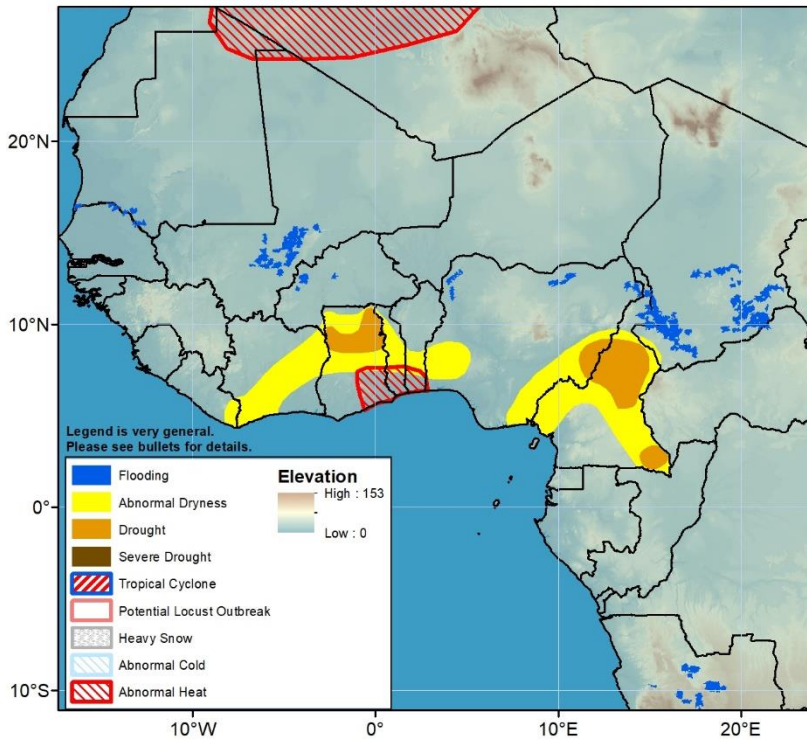 20°N
10°N
0°
10°S
Legend is very general.
Please see bullets for details.
Flooding
Abnormal Dryness
Drought
Severe Drought
Tropical Cyclone
Potential Locust Outbreak
Heavy Snow
Abnormal Cold
Abnormal Heat
Elevation
High : 153
Low : 0
10°W
0°
10°E
20°E